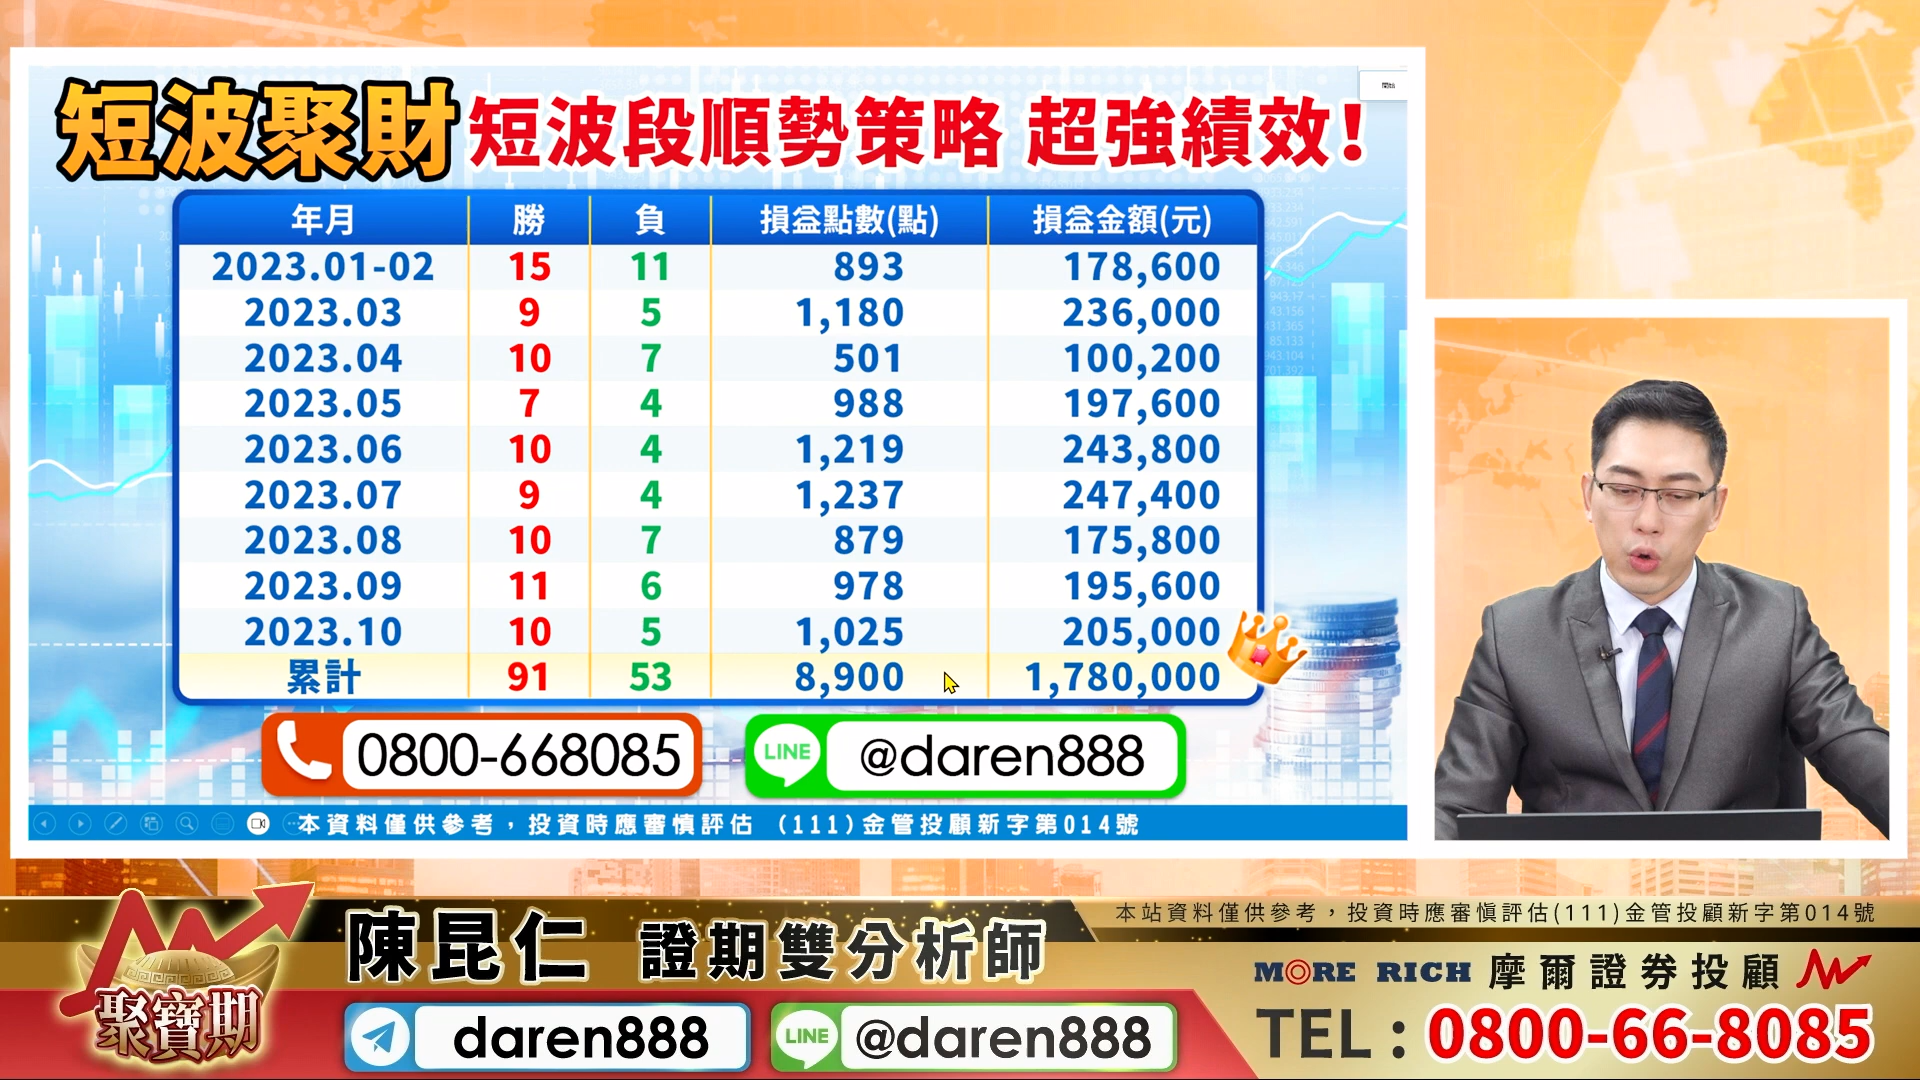 短波聚財 短波段順勢策略 超強績效!
年月 勝 負 損益點數(點) 損益金額(元)
2023.01-02 15 11 893 178,600
2023.03 9 5 1,180 236,000
2023.04 10 7 501 100,200
2023.05 7 4 988 197,600
2023.06 10 4 1,219 243,800
2023.07 9 4 1,237 247,400
2023.08 10 7 879 175,800
2023.09 11 6 978 195,600
2023.10 10 5 1,025 205,000
累計 91 53 8,900 1,780,000
0800-668085
LINE @daren888
本資料僅供參考，投資時應審慎評估 (111)金管投顧新字第014號
聚寶期
陳昆仁 證期雙分析師
daren888
LINE @daren888
本站資料僅供參考，投資時應審慎評估(111)金管投顧新字第014號
MORE RICH 摩爾證券投顧
TEL : 0800-66-8085